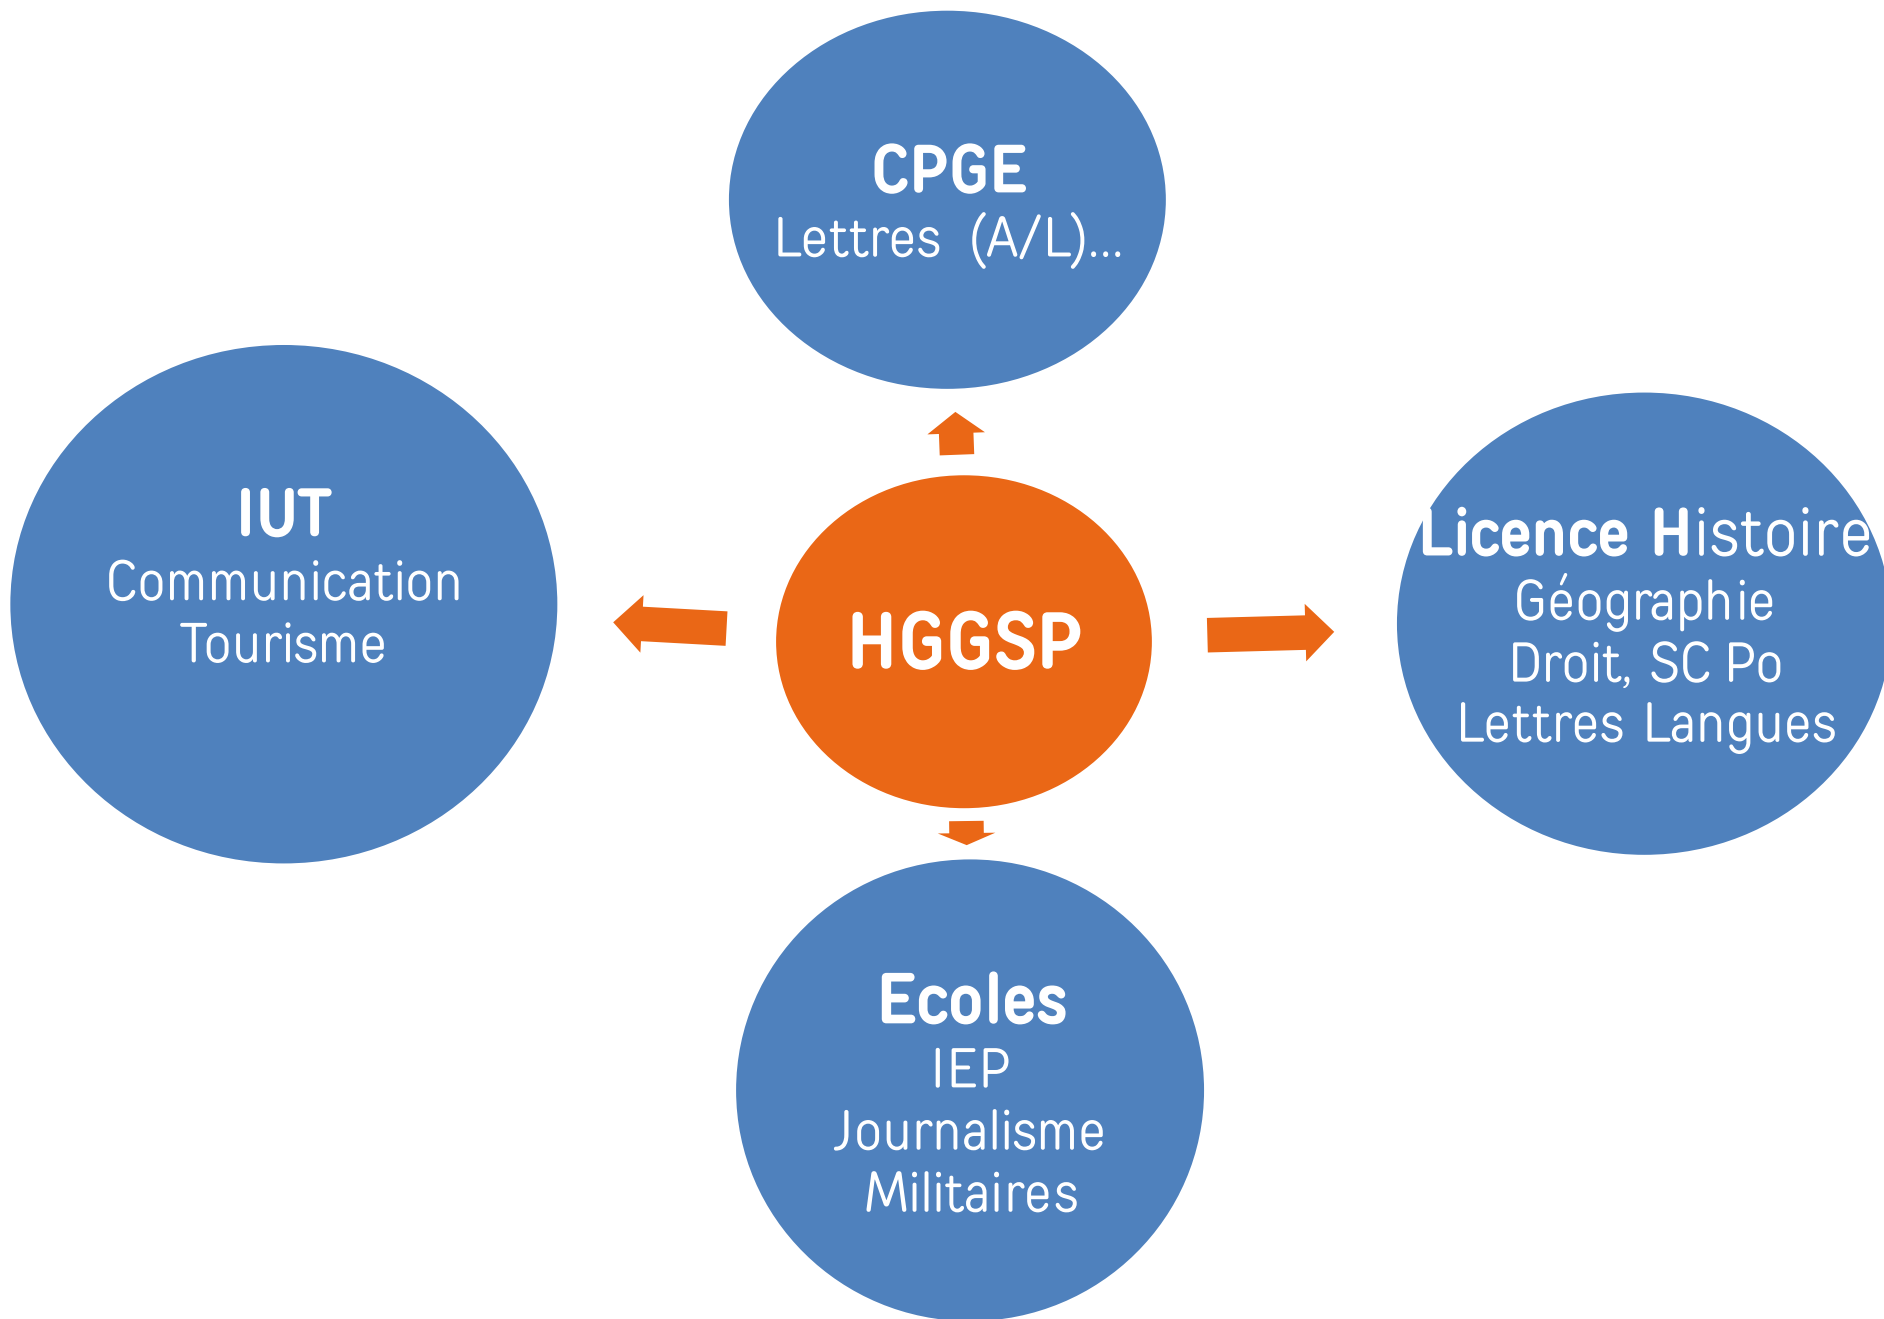 CPGE
Lettres (A/L)...
IUT
Communication
Tourisme
HGGSP
Licence Histoire
Géographie
Droit, SC Po
Lettres Langues
Ecoles
IEP
Journalisme
Militaires